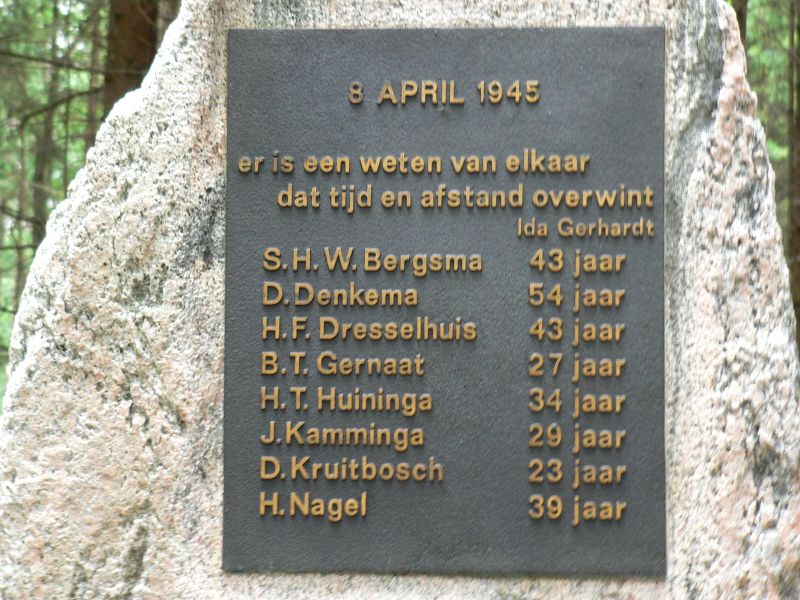 8 APRIL 1945
er is een weten van elkaar
dat tijd en afstand overwint
Ida Gerhardt
S.H.W. Bergsma 43 jaar
D. Denkema 54 jaar
H.F. Dresselhuis 43 jaar
B.T. Gernaat 27 jaar
H.T. Huininga 34 jaar
J. Kamminga 29 jaar
D. Kruitbosch 23 jaar
H. Nagel 39 jaar